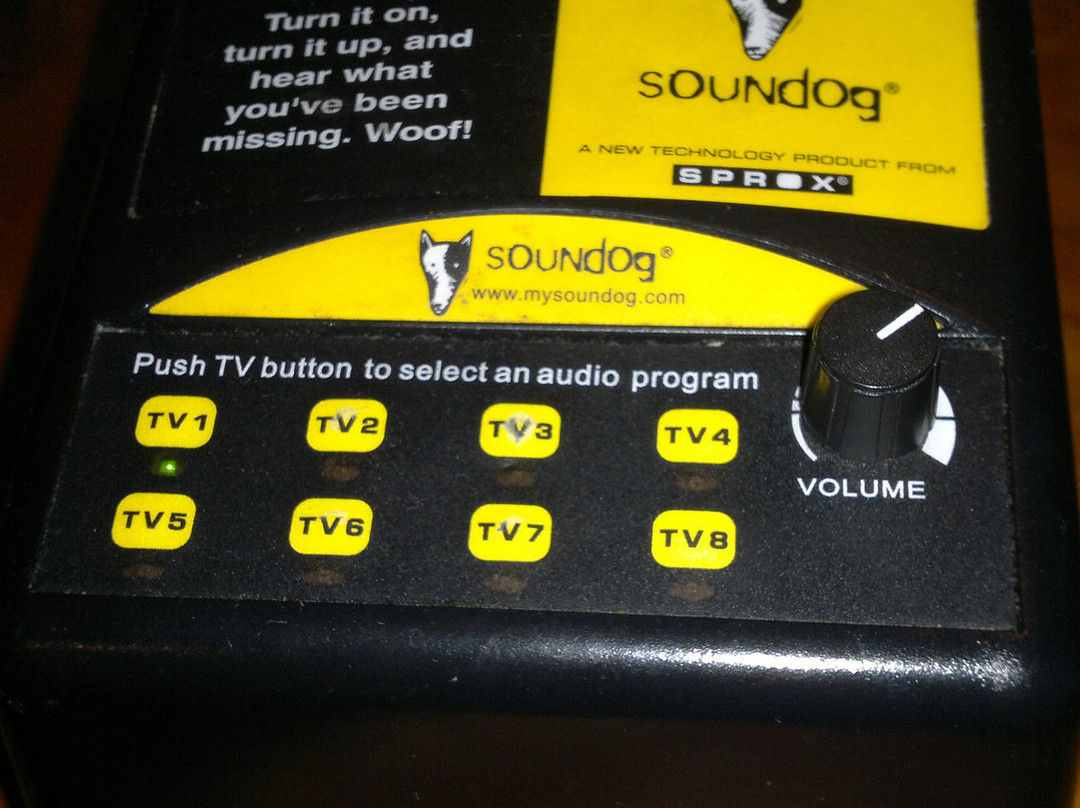 Turn it on,
turn it up, and
hear what
you've been
missing. Woof!
soundog®
A NEW TECHNOLOGY PRODUCT FROM
SPROX®
soundog®
www.mysoundog.com
Push TV button to select an audio program
TV1 TV2 TV3 TV4
VOLUME
TV5 TV6 TV7 TV8